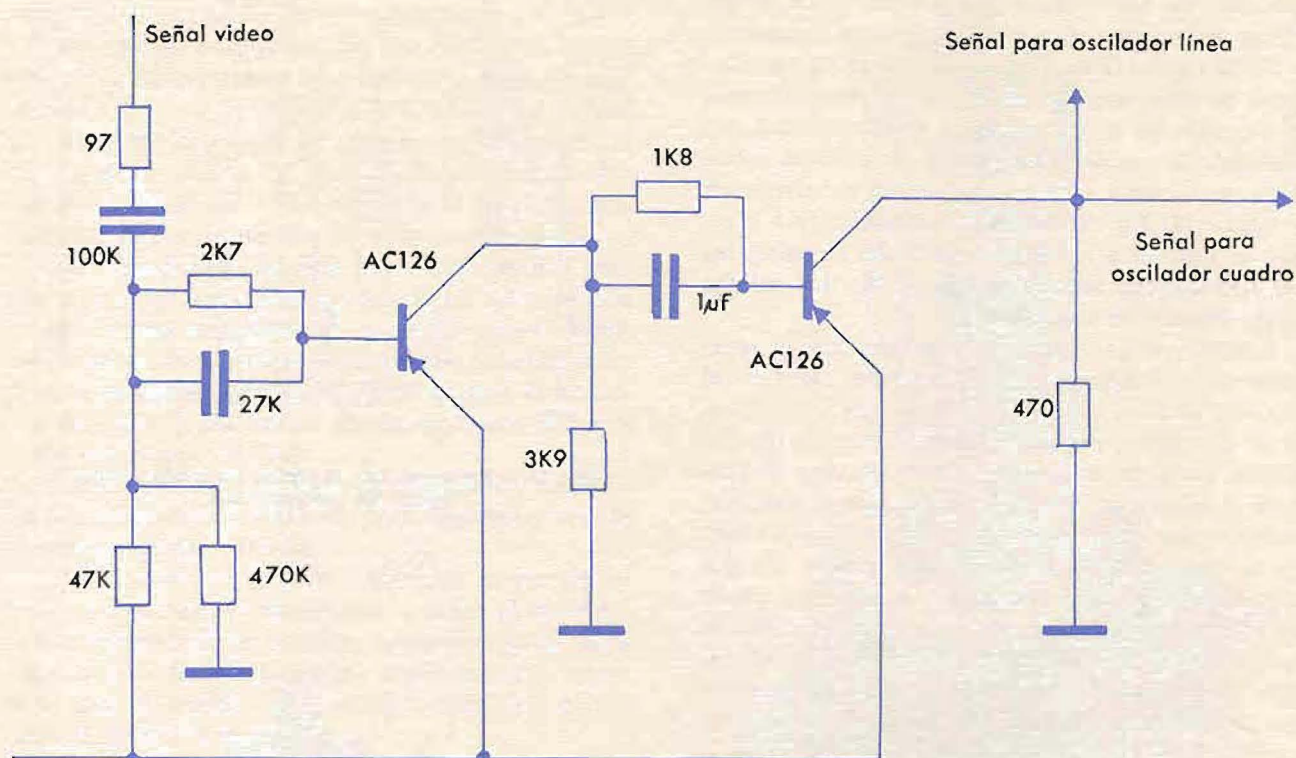 Señal video
Señal para oscilador línea
97
1K8
100K
2K7
AC126
Señal para
oscilador cuadro
1µF
AC126
27K
470
3K9
47K
470K